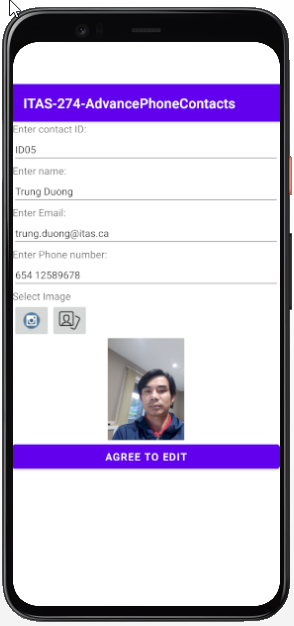 ITAS-274-AdvancePhoneContacts
Enter contact ID:
ID05
Enter name:
Trung Duong
Enter Email:
trung.duong@itas.ca
Enter Phone number:
654 12589678
Select Image
AGREE TO EDIT